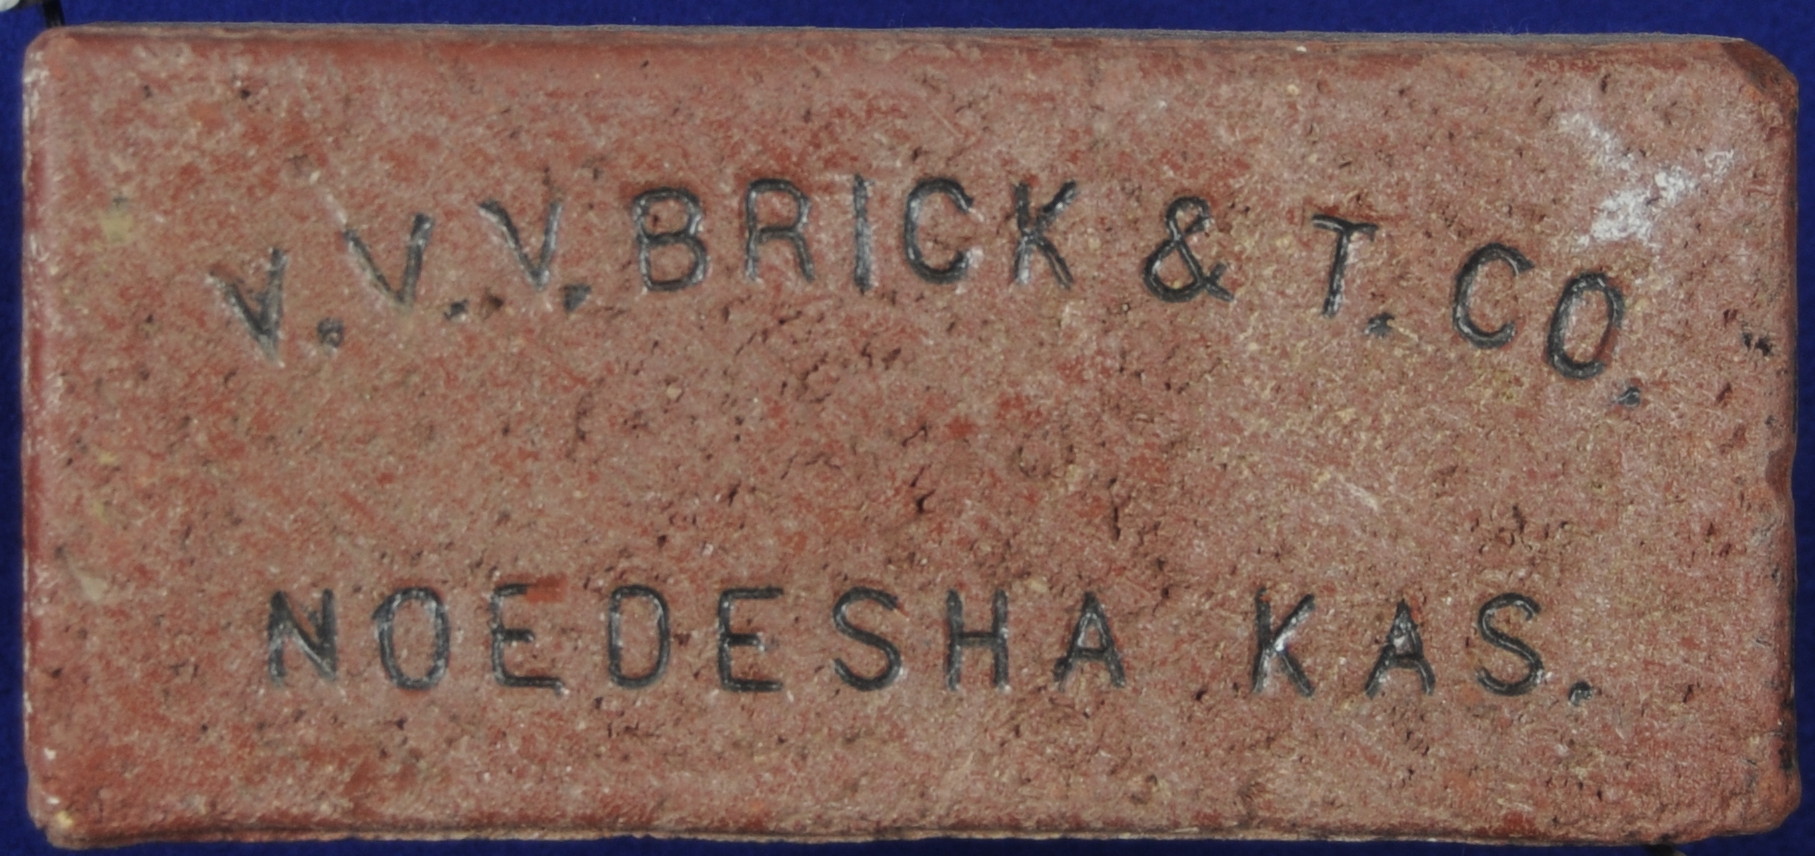 V.V.V. BRICK & T. CO.
NOEDESHA KAS.